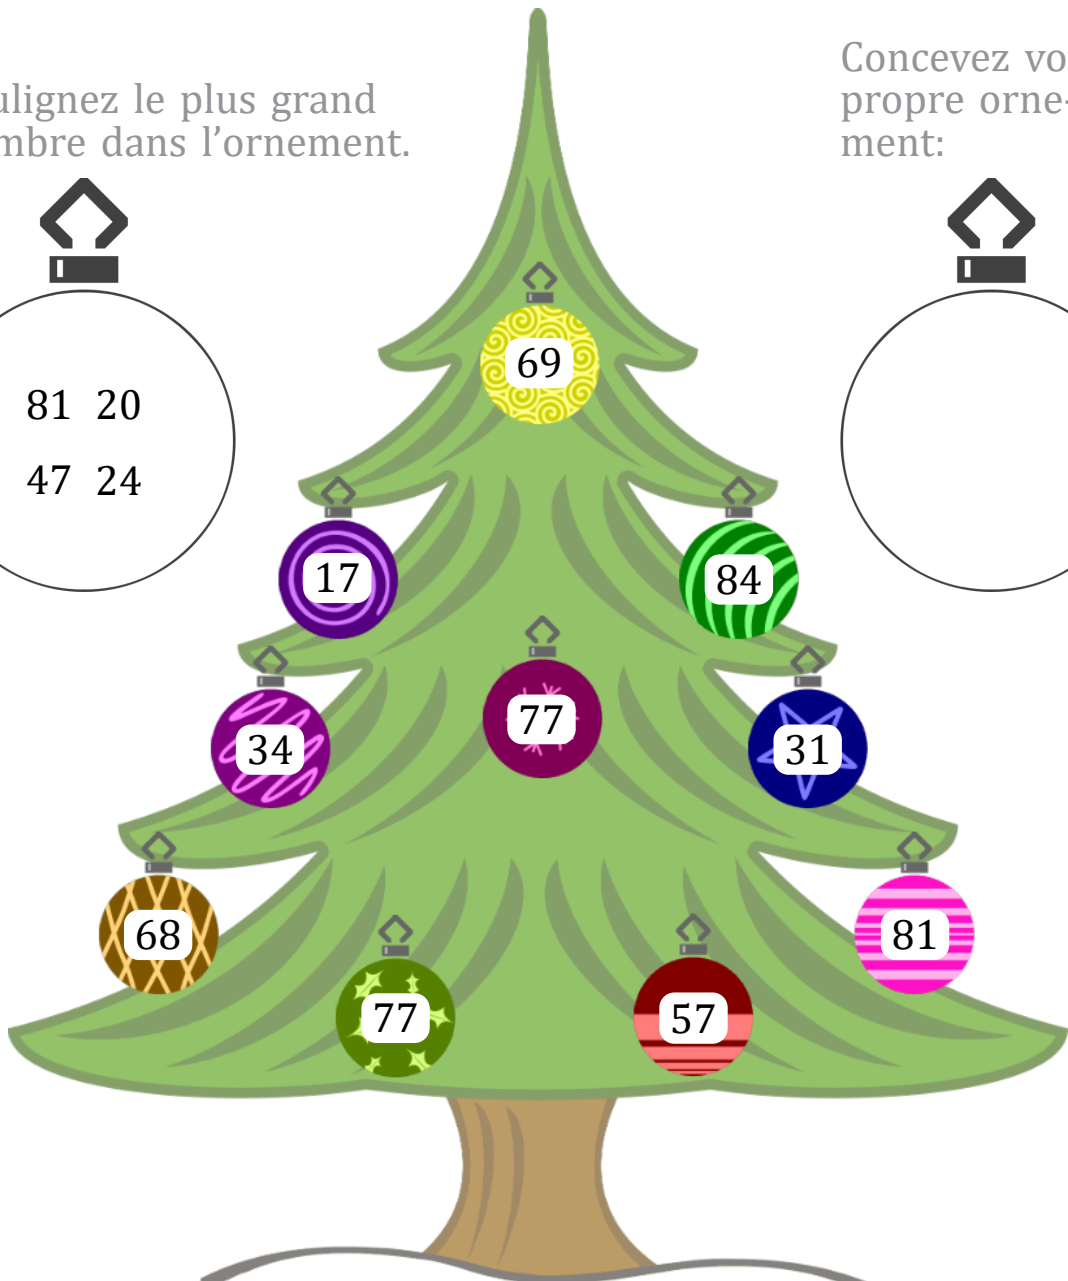 ulignez le plus grand
mbre dans l'ornement.
Concevez vo
propre orne-
ment:
81 20
47 24
69
17
84
77
34
31
68
81
77
57